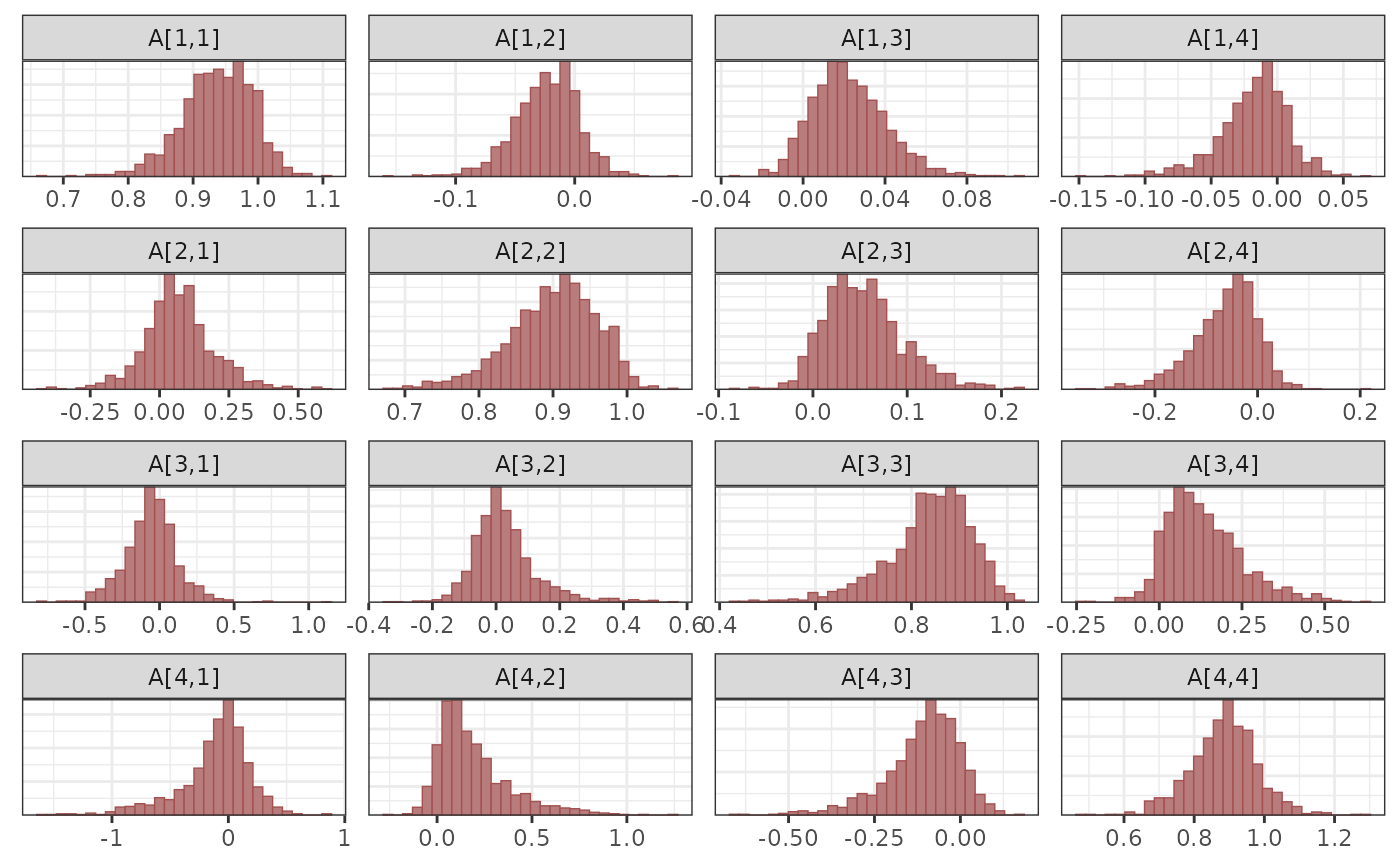 A[1,1] A[1,2] A[1,3] A[1,4]
0.7 0.8 0.9 1.0 1.1 -0.1 0.0 -0.04 0.00 0.04 0.08 -0.15 -0.10 -0.05 0.00 0.05
A[2,1] A[2,2] A[2,3] A[2,4]
-0.25 0.00 0.25 0.50 0.7 0.8 0.9 1.0 -0.1 0.0 0.1 0.2 -0.2 0.0 0.2
A[3,1] A[3,2] A[3,3] A[3,4]
-0.5 0.0 0.5 1.0 -0.4 -0.2 0.0 0.2 0.4 0.6 0.4 0.6 0.8 1.0 -0.25 0.00 0.25 0.50
A[4,1] A[4,2] A[4,3] A[4,4]
-1 0 1 0.0 0.5 1.0 -0.50 -0.25 0.00 0.6 0.8 1.0 1.2